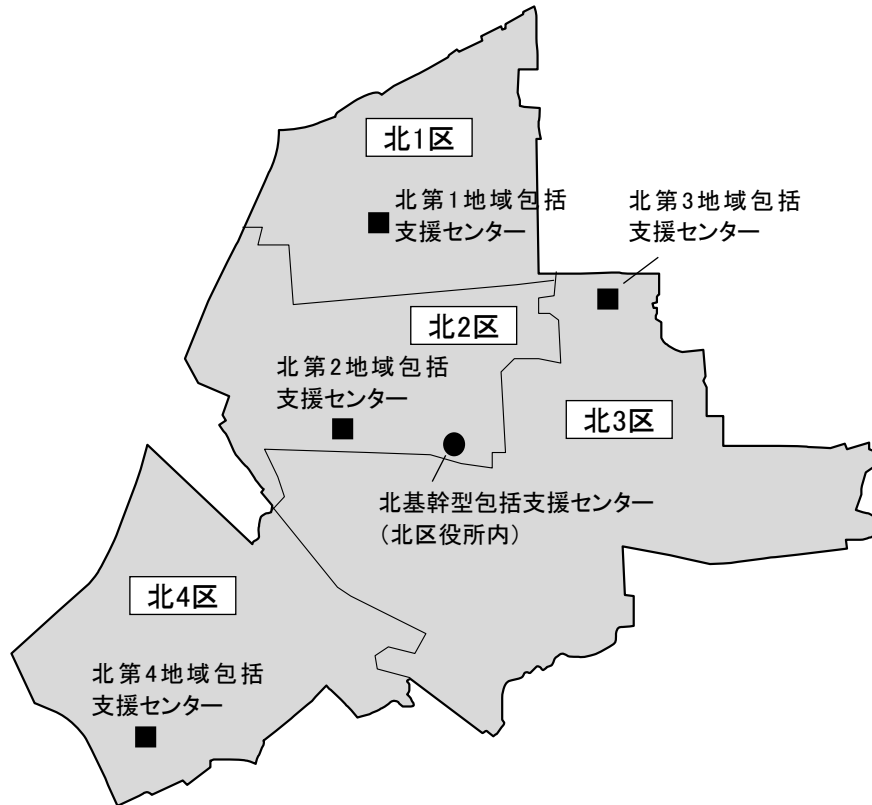 北1区
北第1地域包括
支援センター
北第3地域包括
支援センター
北2区
北第2地域包括
支援センター
北3区
北基幹型包括支援センター
（北区役所内）
北4区
北第4地域包括
支援センター